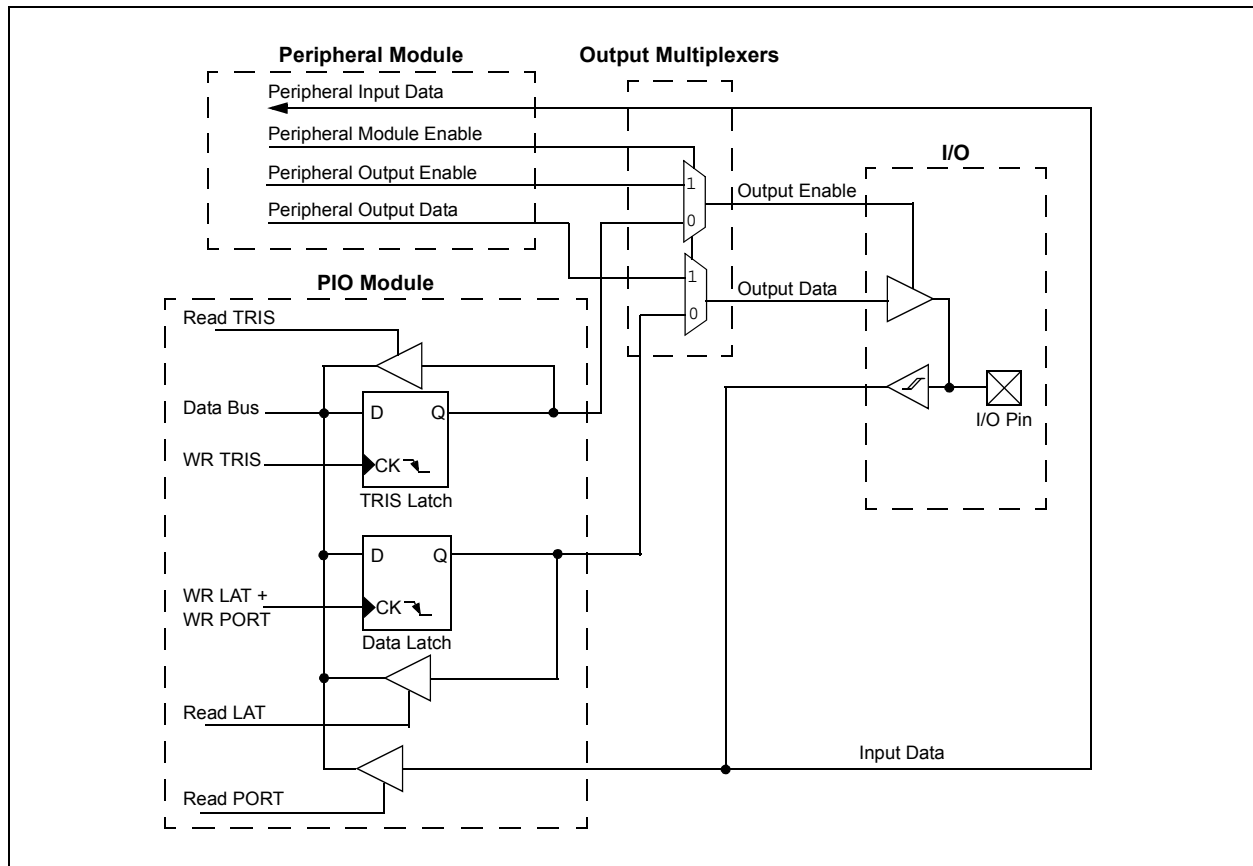 Peripheral Module
Output Multiplexers
Peripheral Input Data
Peripheral Module Enable
Peripheral Output Enable
Peripheral Output Data
1
0
1
0
Output Enable
Output Data
I/O
I/O Pin
PIO Module
Read TRIS
Data Bus
D
Q
WR TRIS
CK
TRIS Latch
D
Q
WR LAT +
WR PORT
CK
Data Latch
Read LAT
Read PORT
Input Data